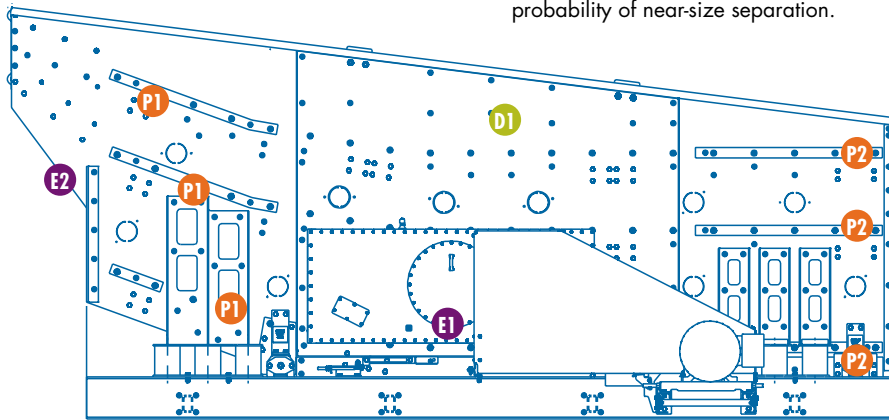 probability of near-size separation.
P1
D1
P2
E2
P1
P2
P1
E1
P2